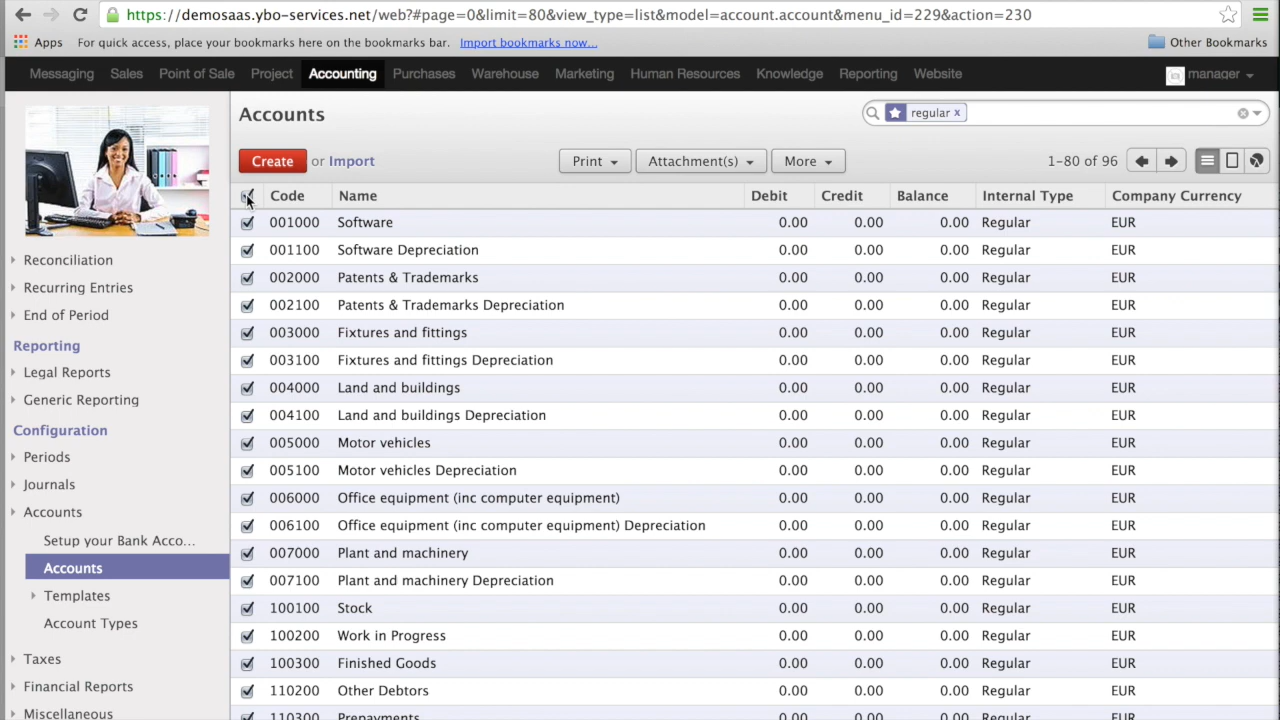 https://demosaas.ybo-services.net/web?#page=0&limit=80&view_type=list&model=account.account&menu_id=229&action=230
Apps For quick access, place your bookmarks here on the bookmarks bar. Import bookmarks now... Other Bookmarks
Messaging Sales Point of Sale Project Accounting Purchases Warehouse Marketing Human Resources Knowledge Reporting Website manager
Accounts regular x
Create or Import Print Attachment(s) More 1-80 of 96
Code Name Debit Credit Balance Internal Type Company Currency
001000 Software 0.00 0.00 0.00 Regular EUR
001100 Software Depreciation 0.00 0.00 0.00 Regular EUR
002000 Patents & Trademarks 0.00 0.00 0.00 Regular EUR
002100 Patents & Trademarks Depreciation 0.00 0.00 0.00 Regular EUR
003000 Fixtures and fittings 0.00 0.00 0.00 Regular EUR
003100 Fixtures and fittings Depreciation 0.00 0.00 0.00 Regular EUR
004000 Land and buildings 0.00 0.00 0.00 Regular EUR
004100 Land and buildings Depreciation 0.00 0.00 0.00 Regular EUR
005000 Motor vehicles 0.00 0.00 0.00 Regular EUR
005100 Motor vehicles Depreciation 0.00 0.00 0.00 Regular EUR
006000 Office equipment (inc computer equipment) 0.00 0.00 0.00 Regular EUR
006100 Office equipment (inc computer equipment) Depreciation 0.00 0.00 0.00 Regular EUR
007000 Plant and machinery 0.00 0.00 0.00 Regular EUR
007100 Plant and machinery Depreciation 0.00 0.00 0.00 Regular EUR
100100 Stock 0.00 0.00 0.00 Regular EUR
100200 Work in Progress 0.00 0.00 0.00 Regular EUR
100300 Finished Goods 0.00 0.00 0.00 Regular EUR
110200 Other Debtors 0.00 0.00 0.00 Regular EUR
110300 Prepayments 0.00 0.00 0.00 Regular EUR
Reconciliation
Recurring Entries
End of Period
Reporting
Legal Reports
Generic Reporting
Configuration
Periods
Journals
Accounts
Setup your Bank Acco...
Accounts
Templates
Account Types
Taxes
Financial Reports
Miscellaneous